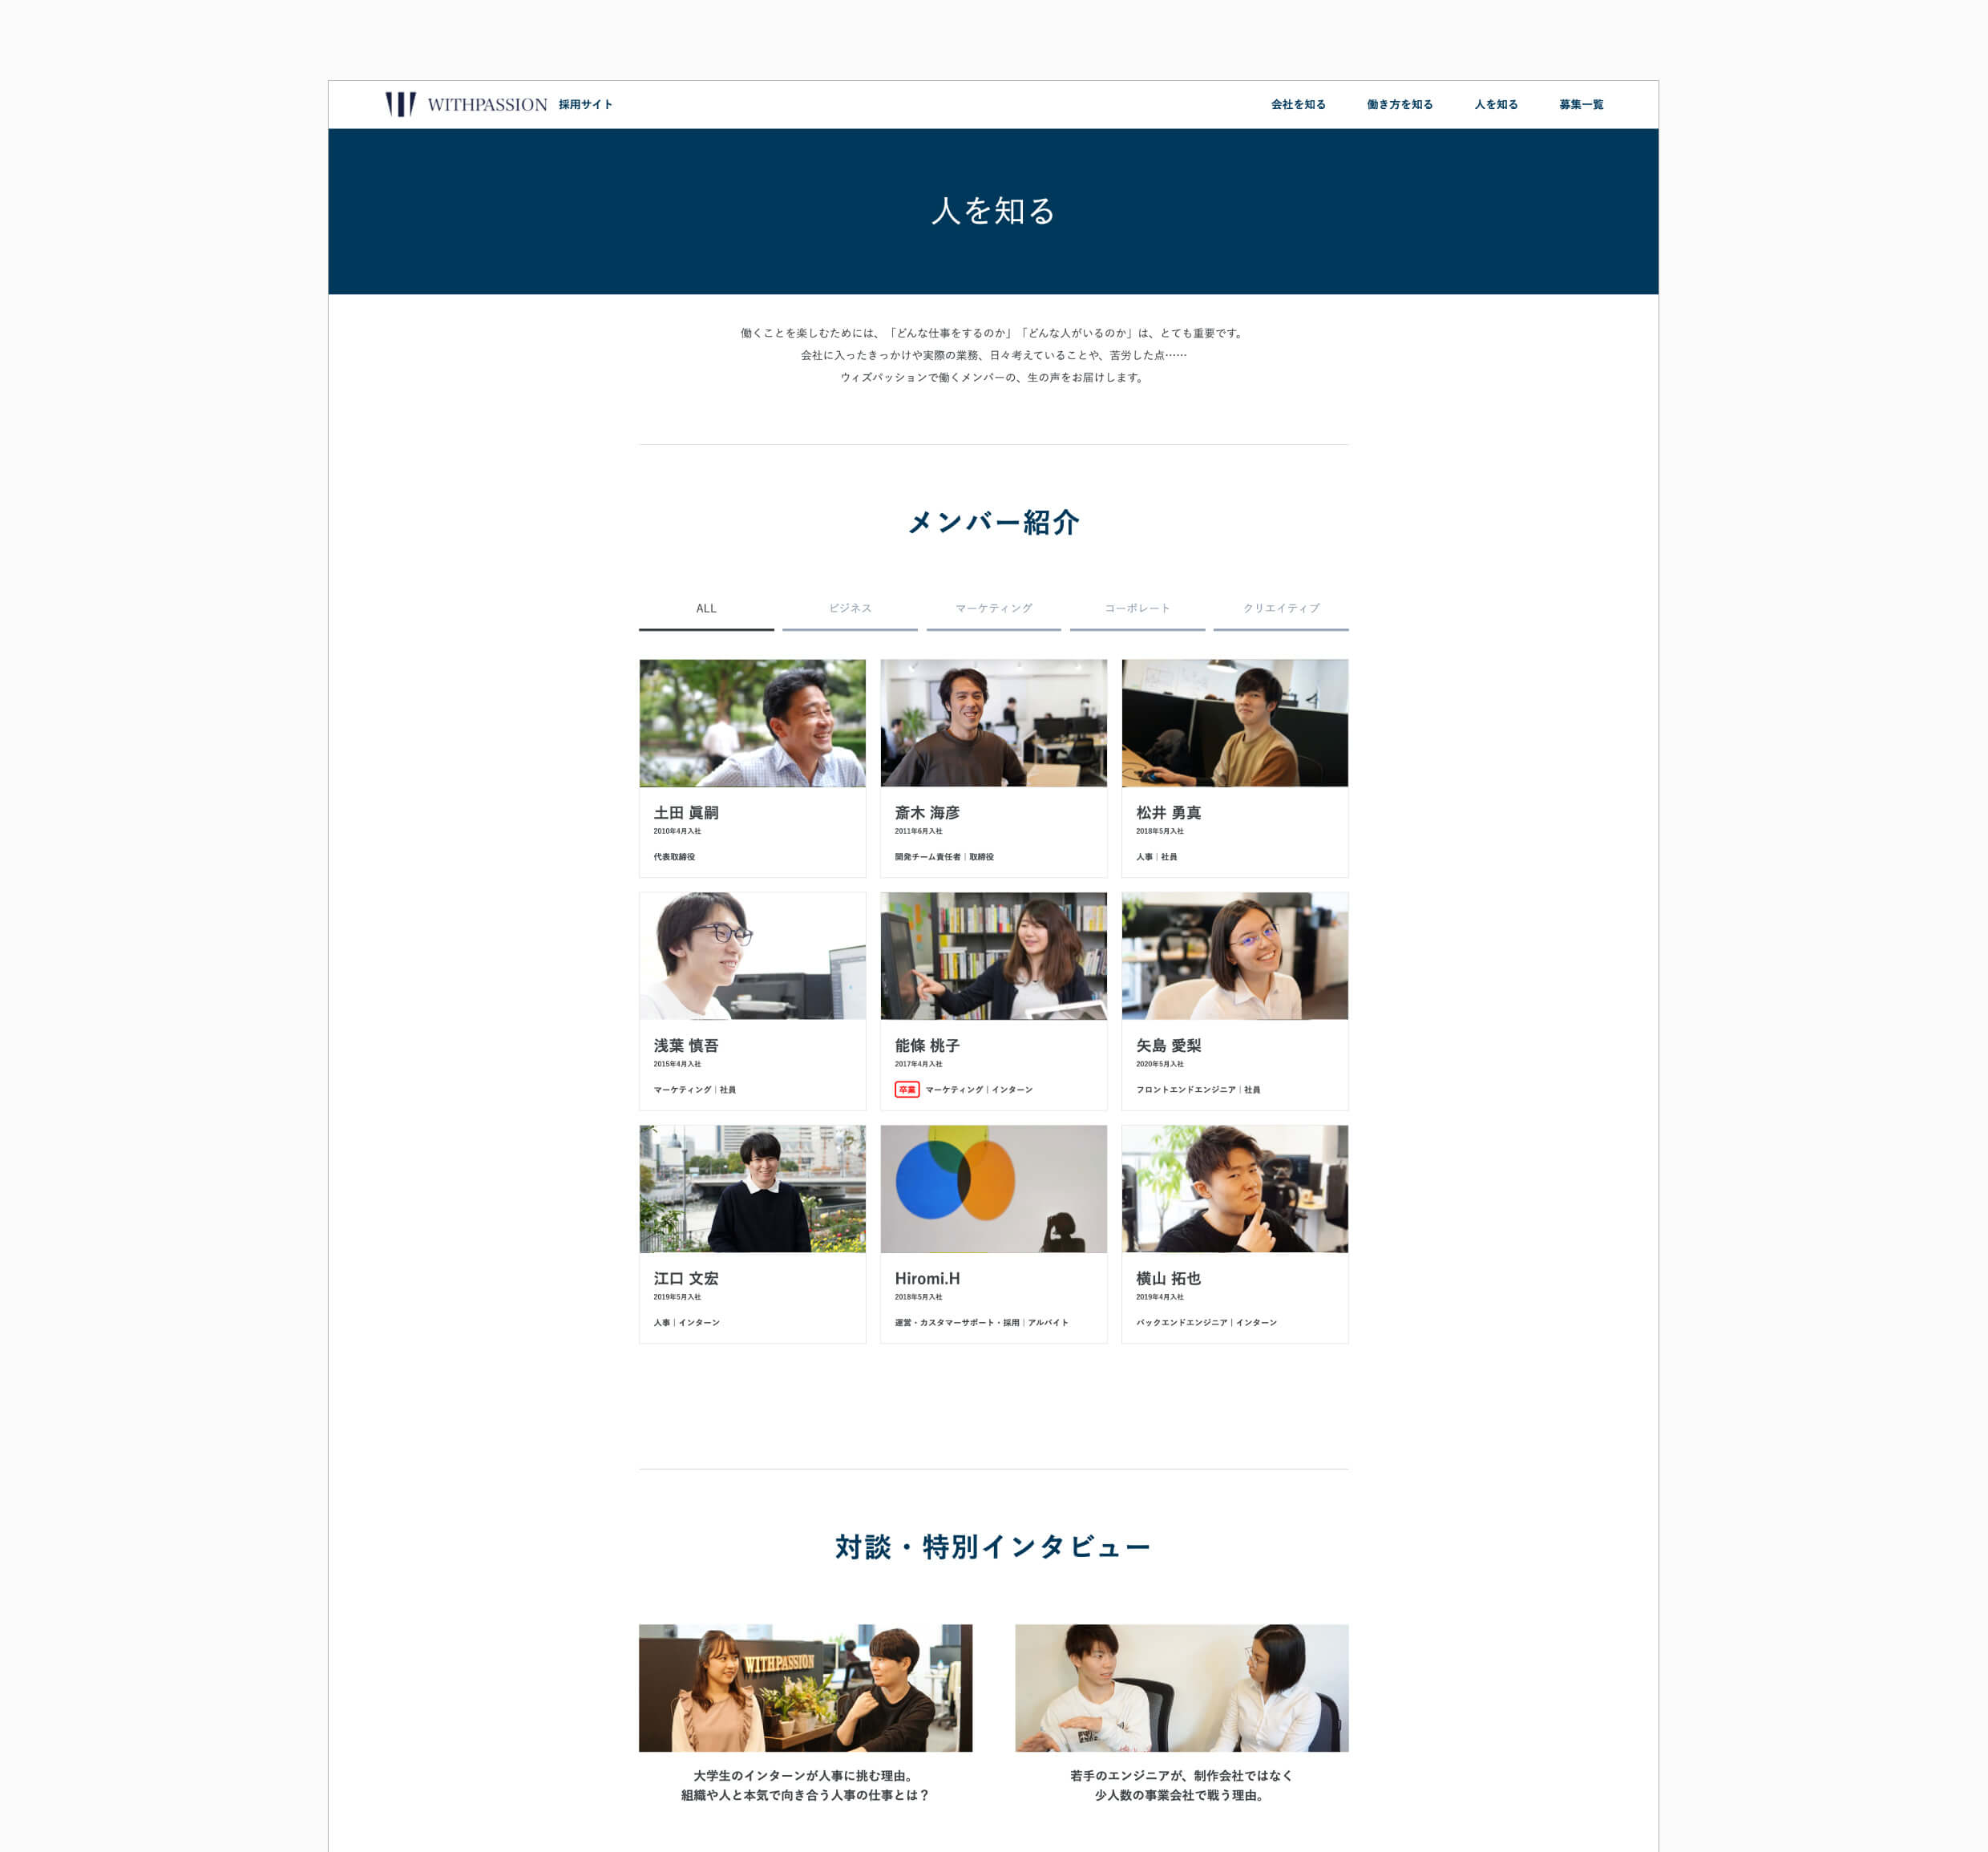 WITHPASSION 採用サイト
会社を知る 働き方を知る 人を知る 募集一覧
人を知る
働くことを楽しむためには、「どんな仕事をするのか」「どんな人がいるのか」は、とても重要です。
会社に入ったきっかけや実際の業務、日々考えていることや、苦労した点……
ウィズパッションで働くメンバーの、生の声をお届けします。
メンバー紹介
ALL ビジネス マーケティング コーポレート クリエイティブ
土田 眞嗣
2010年4月入社
代表取締役
斎木 海彦
2011年6月入社
開発チーム責任者｜取締役
松井 勇真
2018年5月入社
人事｜社員
浅葉 慎吾
2015年4月入社
マーケティング｜社員
能條 桃子
2017年4月入社
卒業 マーケティング｜インターン
矢島 愛梨
2020年5月入社
フロントエンドエンジニア｜社員
江口 文宏
2019年5月入社
人事｜インターン
Hiromi.H
2018年5月入社
運営・カスタマーサポート・採用｜アルバイト
横山 拓也
2019年4月入社
バックエンドエンジニア｜インターン
対談・特別インタビュー
WITHPASSION
大学生のインターンが人事に挑む理由。
組織や人と本気で向き合う人事の仕事とは？
若手のエンジニアが、制作会社ではなく
少人数の事業会社で戦う理由。